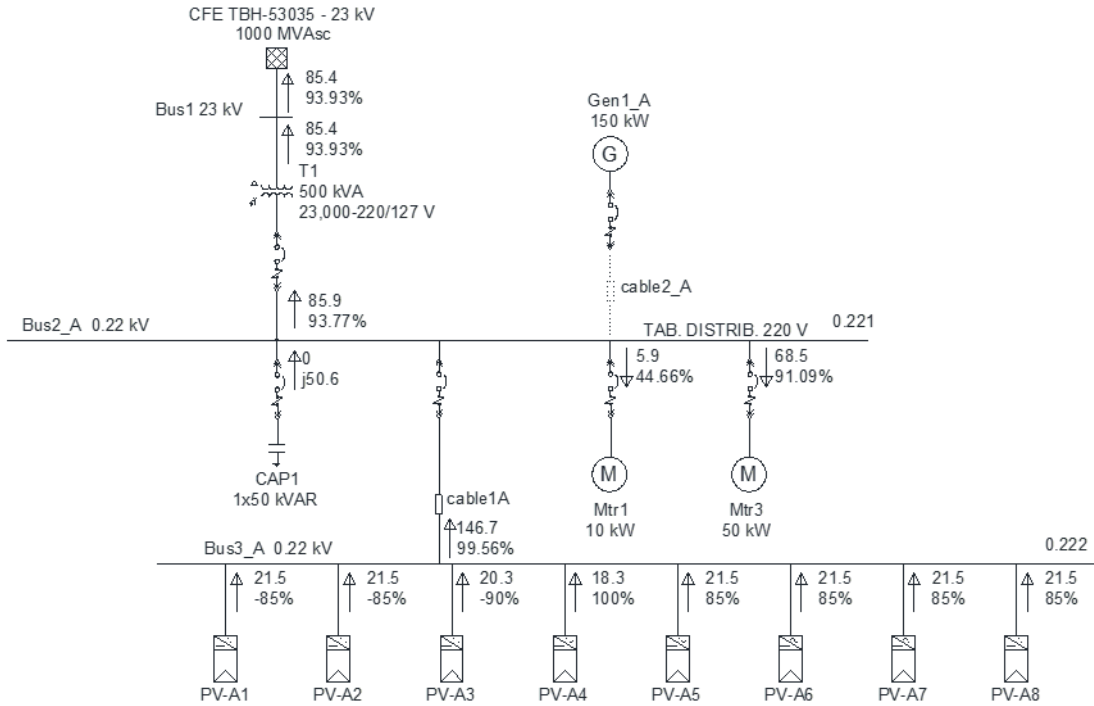 CFE TBH-53035 - 23 kV
1000 MVAsc
85.4
93.93%
Bus1 23 kV
85.4
93.93%
T1
500 kVA
23,000-220/127 V
Gen1_A
150 kW
G
cable2_A
85.9
93.77%
Bus2_A 0.22 kV
TAB. DISTRIB. 220 V
0.221
0
j50.6
5.9
44.66%
68.5
91.09%
CAP1
1x50 kVAR
cable1A
M
Mtr1
10 kW
M
Mtr3
50 kW
146.7
99.56%
Bus3_A 0.22 kV
0.222
21.5
-85%
21.5
-85%
20.3
-90%
18.3
100%
21.5
85%
21.5
85%
21.5
85%
21.5
85%
PV-A1
PV-A2
PV-A3
PV-A4
PV-A5
PV-A6
PV-A7
PV-A8